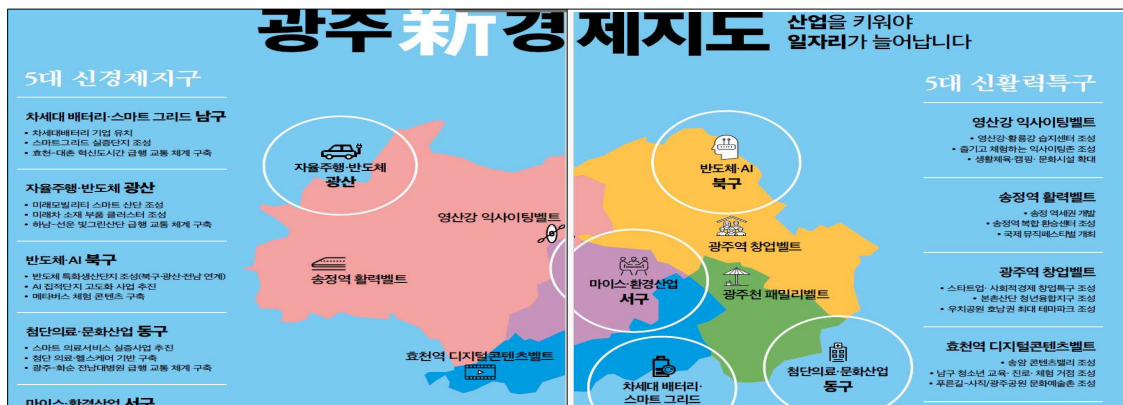 광주 新 경제지도
산업을 키워야
일자리가 늘어납니다
5대 신경제지구
차세대 배터리·스마트 그리드 남구
• 차세대배터리 기업 유치
• 스마트그리드 실증단지 조성
• 효천-대촌 혁신도시간 급행 교통 체계 구축
자율주행·반도체 광산
• 미래모빌리티 스마트 산단 조성
• 미래차 소재 부품 클러스터 조성
• 하남-선운 빛그린산단 급행 교통 체계 구축
반도체·AI 북구
• 반도체 특화생산단지 조성(북구·광산·전남 연계)
• AI 집적단지 고도화 사업 추진
• 메타버스 체험 콘텐츠 구축
첨단의료·문화산업 동구
• 스마트 의료서비스 실증사업 추진
• 첨단 의료·헬스케어 기반 구축
• 광주-화순 전남대병원 급행 교통 체계 구축
마이스·환경산업 서구
자율주행·반도체
광산
영산강 익사이팅벨트
송정역 활력벨트
효천역 디지털콘텐츠벨트
반도체·AI
북구
광주역 창업벨트
마이스·환경산업
서구
광주천 패밀리벨트
차세대 배터리·
스마트 그리드
첨단의료·문화산업
동구
5대 신활력특구
영산강 익사이팅벨트
• 영산강·황룡강 습지센터 조성
• 즐기고 체험하는 익사이팅존 조성
• 생활체육·캠핑·문화시설 확대
송정역 활력벨트
• 송정 역세권 개발
• 송정역 복합 환승센터 조성
• 국제 뮤직페스티벌 개최
광주역 창업벨트
• 스타트업·사회적경제 창업특구 조성
• 본촌산단 청년융합지구 조성
• 우치공원 호남권 최대 테마파크 조성
효천역 디지털콘텐츠벨트
• 송암 콘텐츠밸리 조성
• 남구 청소년 교육·진로·체험 거점 조성
• 푸른길-사직/광주공원 문화예술촌 조성